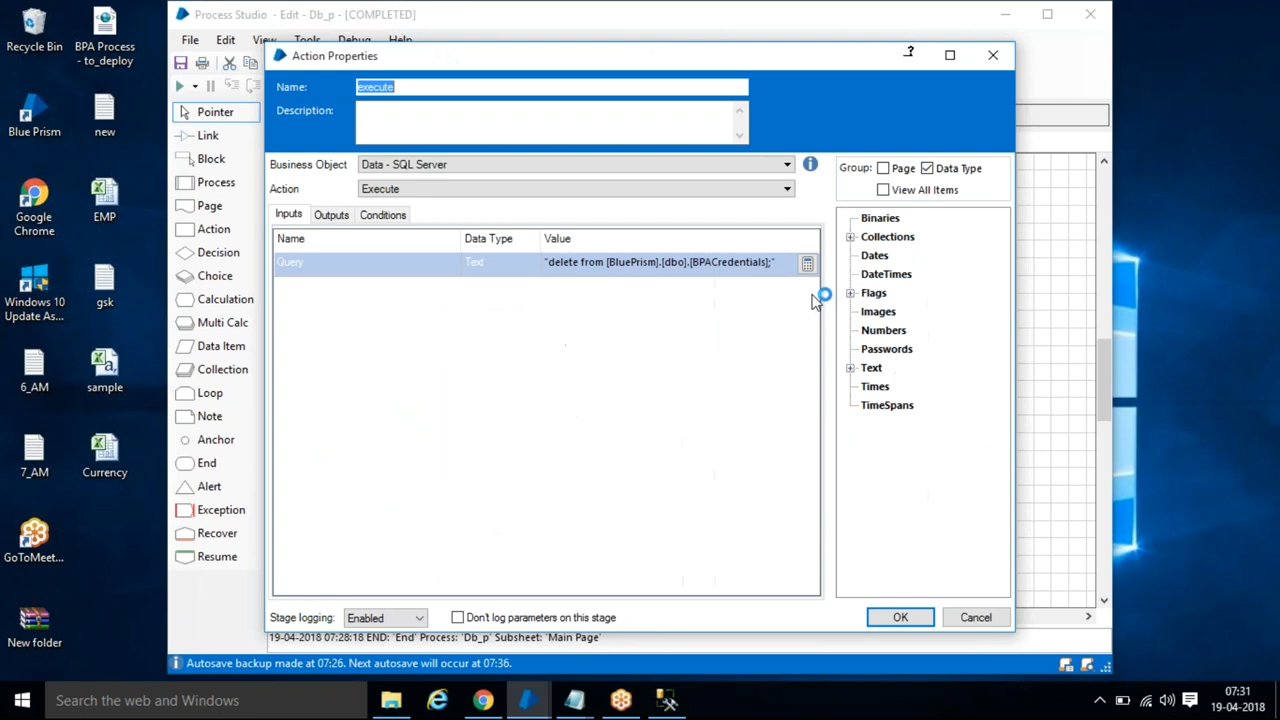 Recycle Bin
BPA Process
- to_deploy
Blue Prism
new
Google
Chrome
EMP
Windows 10
Update As...
gsk
6_AM
sample
7_AM
Currency
GoToMeet...
New folder
Process Studio - Edit - Db_p - [COMPLETED]
File Edit View Tools Debug Help
Pointer
Link
Block
Process
Page
Action
Decision
Choice
Calculation
Multi Calc
Data Item
Collection
Loop
Note
Anchor
End
Alert
Exception
Recover
Resume
Action Properties
?
Name: execute
Description:
Business Object Data - SQL Server
Action Execute
Inputs Outputs Conditions
Name Data Type Value
Query Text "delete from [BluePrism].[dbo].[BPACredentials];"
Group: Page Data Type
View All Items
Binaries
Collections
Dates
DateTimes
Flags
Images
Numbers
Passwords
Text
Times
TimeSpans
Stage logging: Enabled Don't log parameters on this stage
OK Cancel
19-04-2018 07:28:18 END: 'End' Process: 'Db_p' Subsheet: 'Main Page'
Autosave backup made at 07:26. Next autosave will occur at 07:36.
Search the web and Windows
07:31
19-04-2018